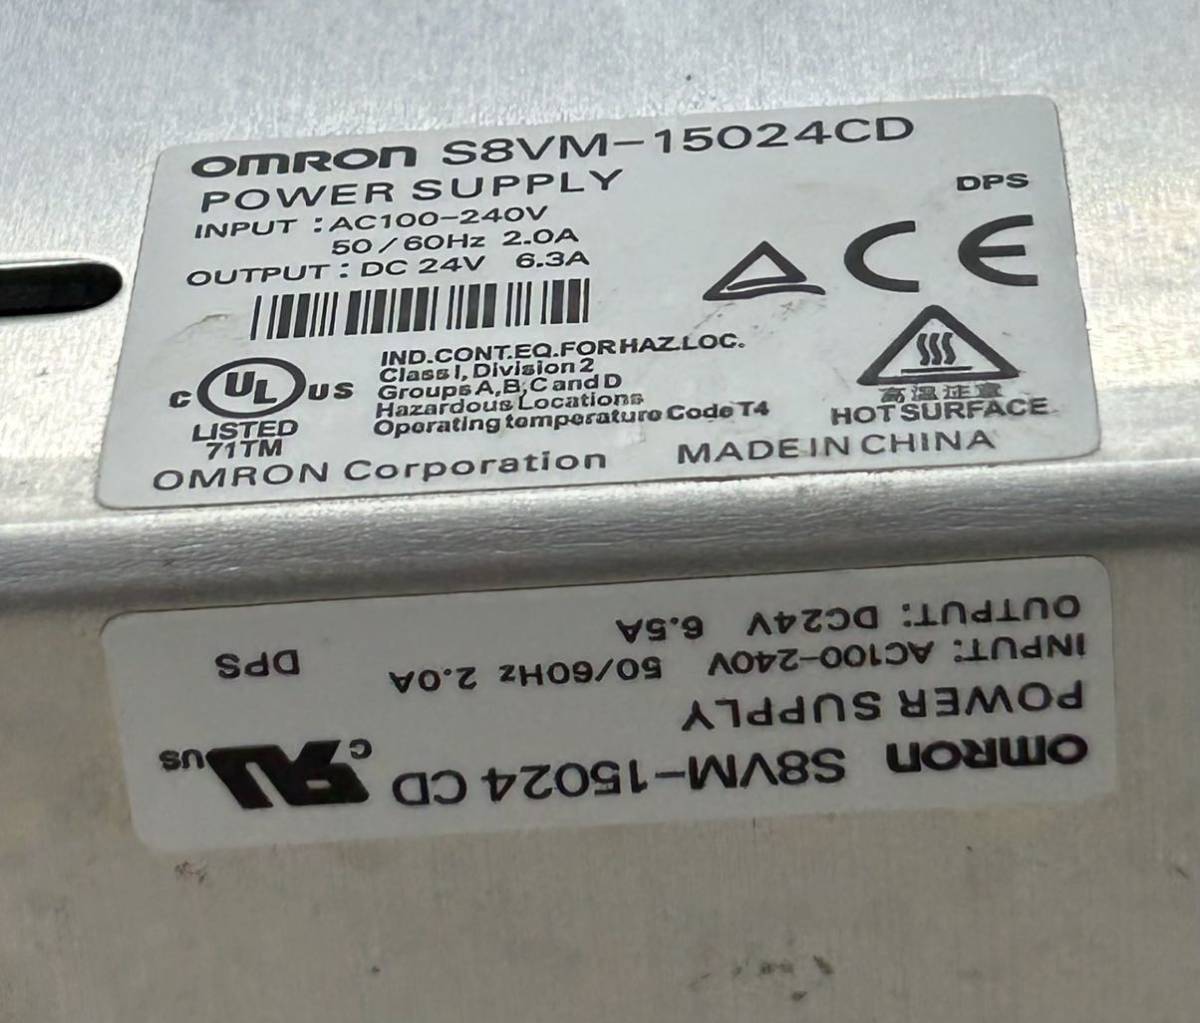 OMRON S8VM-15024CD
POWER SUPPLY
DPS
INPUT : AC100-240V
50/60Hz 2.0A
OUTPUT : DC 24V 6.3A
CE
IND.CONT.EQ.FOR HAZ.LOC.
Class I, Division 2
Groups A,B,C and D
Hazardous Locations
Operating temperature Code T4
C UL US
LISTED
71TM
高温注意
HOT SURFACE
OMRON Corporation MADE IN CHINA
OMRON S8VM-15024 CD
C US
POWER SUPPLY
INPUT: AC100-240V 50/60Hz 2.0A DPS
OUTPUT: DC24V 6.5A